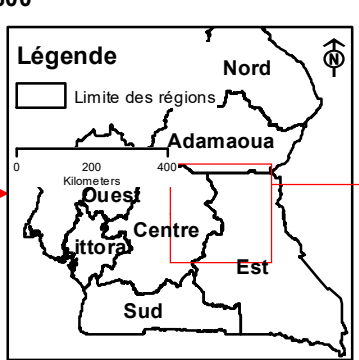 Légende
Nord
N
Limite des régions
Adamaoua
0 200 400
Kilometers
Ouest
Centre
ittora
Est
Sud